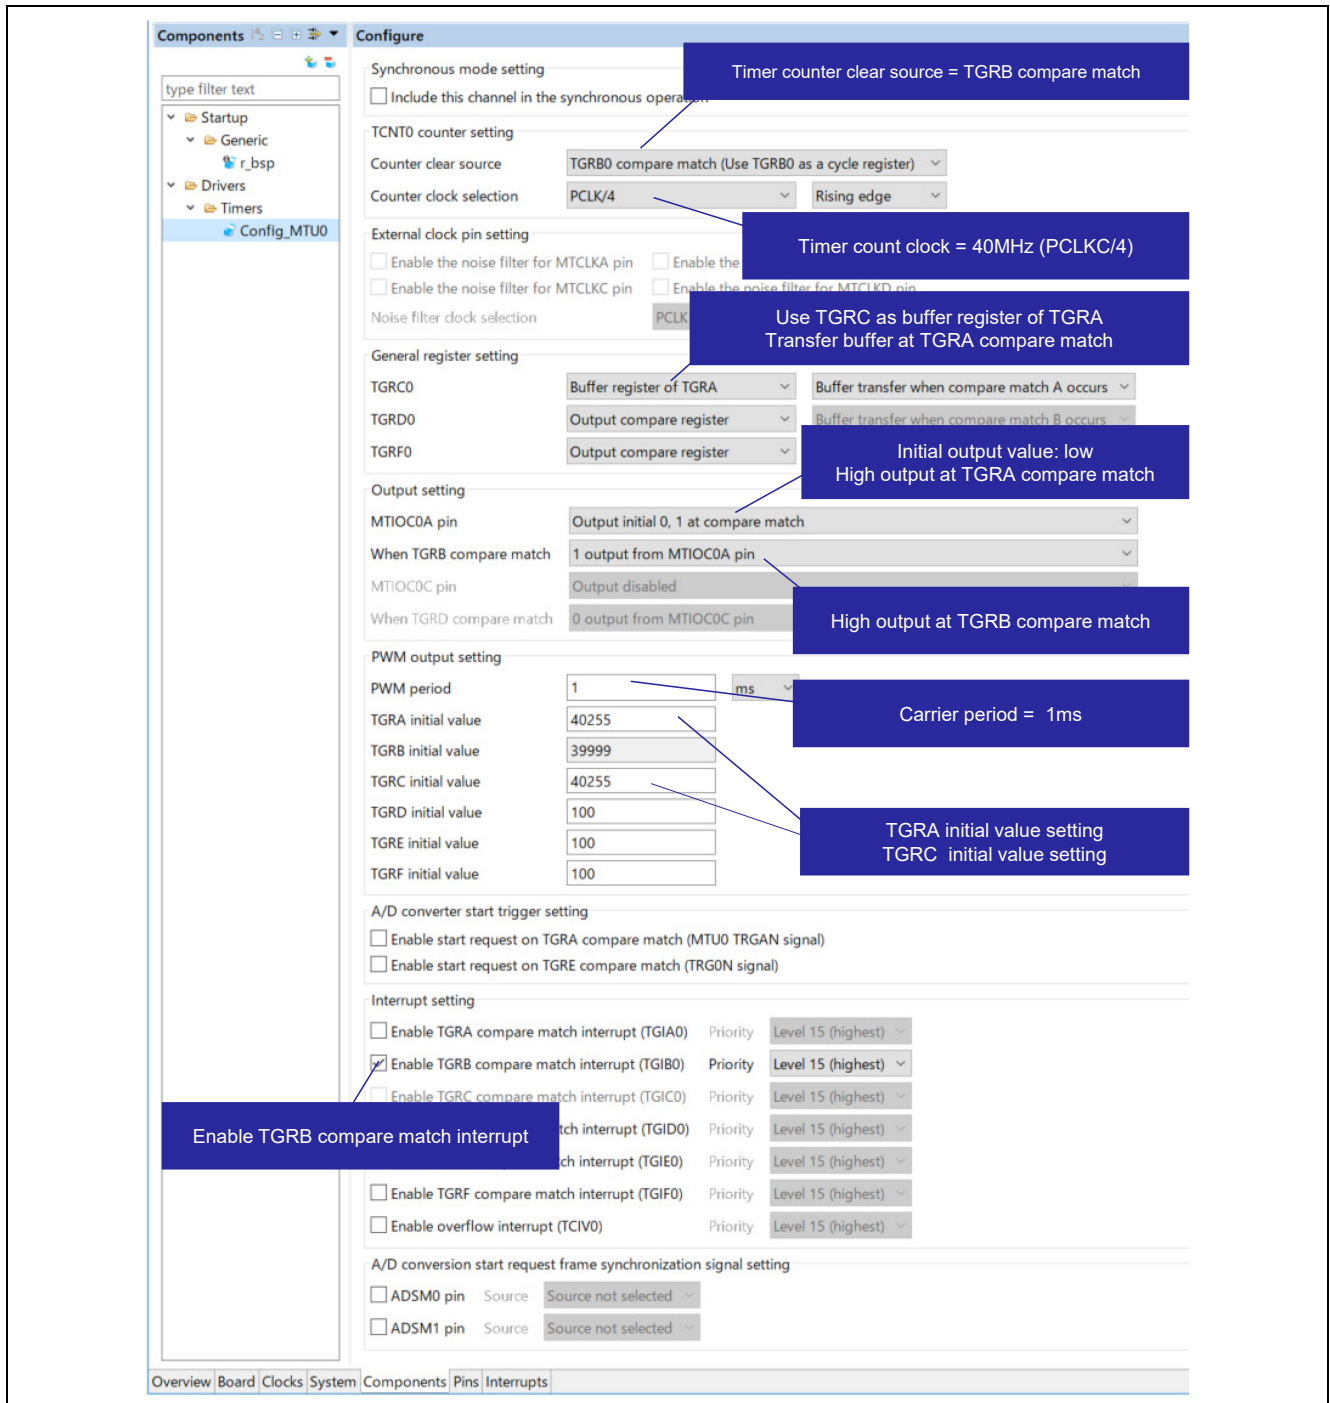 Components
Configure
type filter text
Startup
Generic
r_bsp
Drivers
Timers
Config_MTU0
Synchronous mode setting
Include this channel in the synchronous operation
Timer counter clear source = TGRB compare match
TCNT0 counter setting
Counter clear source
TGRB0 compare match (Use TGRB0 as a cycle register)
Counter clock selection
PCLK/4
Rising edge
Timer count clock = 40MHz (PCLKC/4)
External clock pin setting
Enable the noise filter for MTCLKA pin
Enable the
Enable the noise filter for MTCLKC pin
Enable the noise filter for MTCLKD pin
Noise filter clock selection
PCLK
Use TGRC as buffer register of TGRA
Transfer buffer at TGRA compare match
General register setting
TGRC0
Buffer register of TGRA
Buffer transfer when compare match A occurs
TGRD0
Output compare register
Buffer transfer when compare match B occurs
TGRF0
Output compare register
Initial output value: low
High output at TGRA compare match
Output setting
MTIOC0A pin
Output initial 0, 1 at compare match
When TGRB compare match
1 output from MTIOC0A pin
MTIOC0C pin
Output disabled
When TGRD compare match
0 output from MTIOC0C pin
High output at TGRB compare match
PWM output setting
PWM period
1
ms
Carrier period = 1ms
TGRA initial value
40255
TGRB initial value
39999
TGRC initial value
40255
TGRD initial value
100
TGRE initial value
100
TGRF initial value
100
TGRA initial value setting
TGRC initial value setting
A/D converter start trigger setting
Enable start request on TGRA compare match (MTU0 TRGAN signal)
Enable start request on TGRE compare match (TRG0N signal)
Interrupt setting
Enable TGRA compare match interrupt (TGIA0)
Priority
Level 15 (highest)
Enable TGRB compare match interrupt (TGIB0)
Priority
Level 15 (highest)
Enable TGRC compare match interrupt (TGIC0)
Priority
Level 15 (highest)
Enable TGRB compare match interrupt
tch interrupt (TGID0)
Priority
Level 15 (highest)
ch interrupt (TGIE0)
Priority
Level 15 (highest)
Enable TGRF compare match interrupt (TGIF0)
Priority
Level 15 (highest)
Enable overflow interrupt (TCIV0)
Priority
Level 15 (highest)
A/D conversion start request frame synchronization signal setting
ADSM0 pin
Source
Source not selected
ADSM1 pin
Source
Source not selected
Overview Board Clocks System Components Pins Interrupts